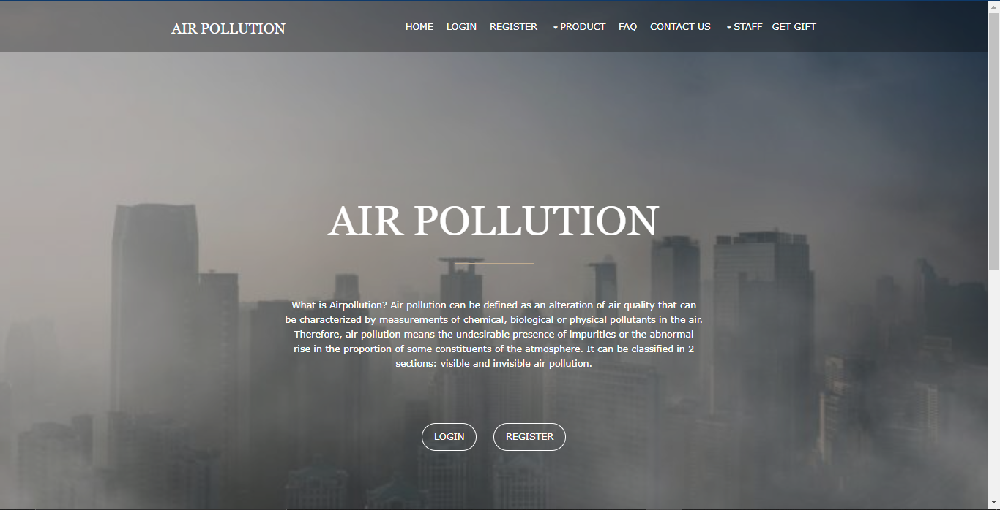 AIR POLLUTION
HOME LOGIN REGISTER PRODUCT FAQ CONTACT US STAFF GET GIFT
AIR POLLUTION
What is Airpollution? Air pollution can be defined as an alteration of air quality that can
be characterized by measurements of chemical, biological or physical pollutants in the air.
Therefore, air pollution means the undesirable presence of impurities or the abnormal
rise in the proportion of some constituents of the atmosphere. It can be classified in 2
sections: visible and invisible air pollution.
LOGIN REGISTER